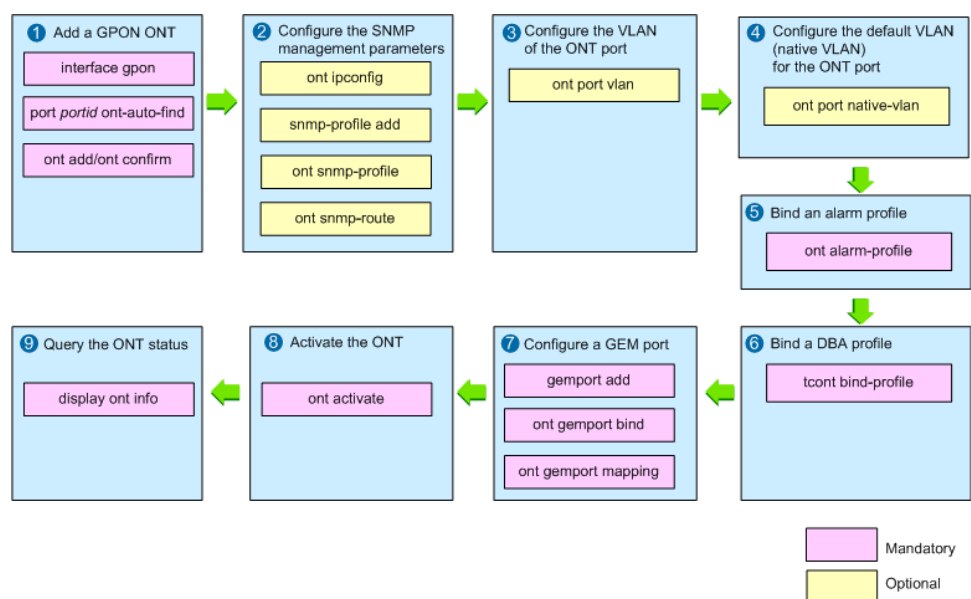 1 Add a GPON ONT
interface gpon
port portid ont-auto-find
ont add/ont confirm
2 Configure the SNMP
management parameters
ont ipconfig
snmp-profile add
ont snmp-profile
ont snmp-route
3 Configure the VLAN
of the ONT port
ont port vlan
4 Configure the default VLAN
(native VLAN)
for the ONT port
ont port native-vlan
5 Bind an alarm profile
ont alarm-profile
6 Bind a DBA profile
tcont bind-profile
7 Configure a GEM port
gemport add
ont gemport bind
ont gemport mapping
8 Activate the ONT
ont activate
9 Query the ONT status
display ont info
Mandatory
Optional